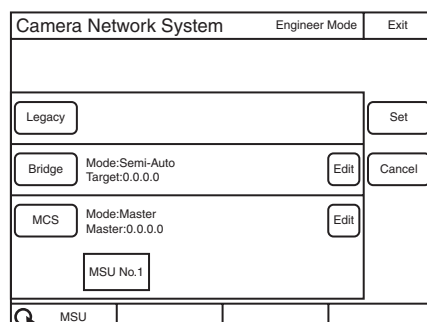 Camera Network System Engineer Mode Exit
Legacy Set
Bridge Mode:Semi-Auto Edit Cancel
Target:0.0.0.0
MCS Mode:Master Edit
Master:0.0.0.0
MSU No.1
MSU